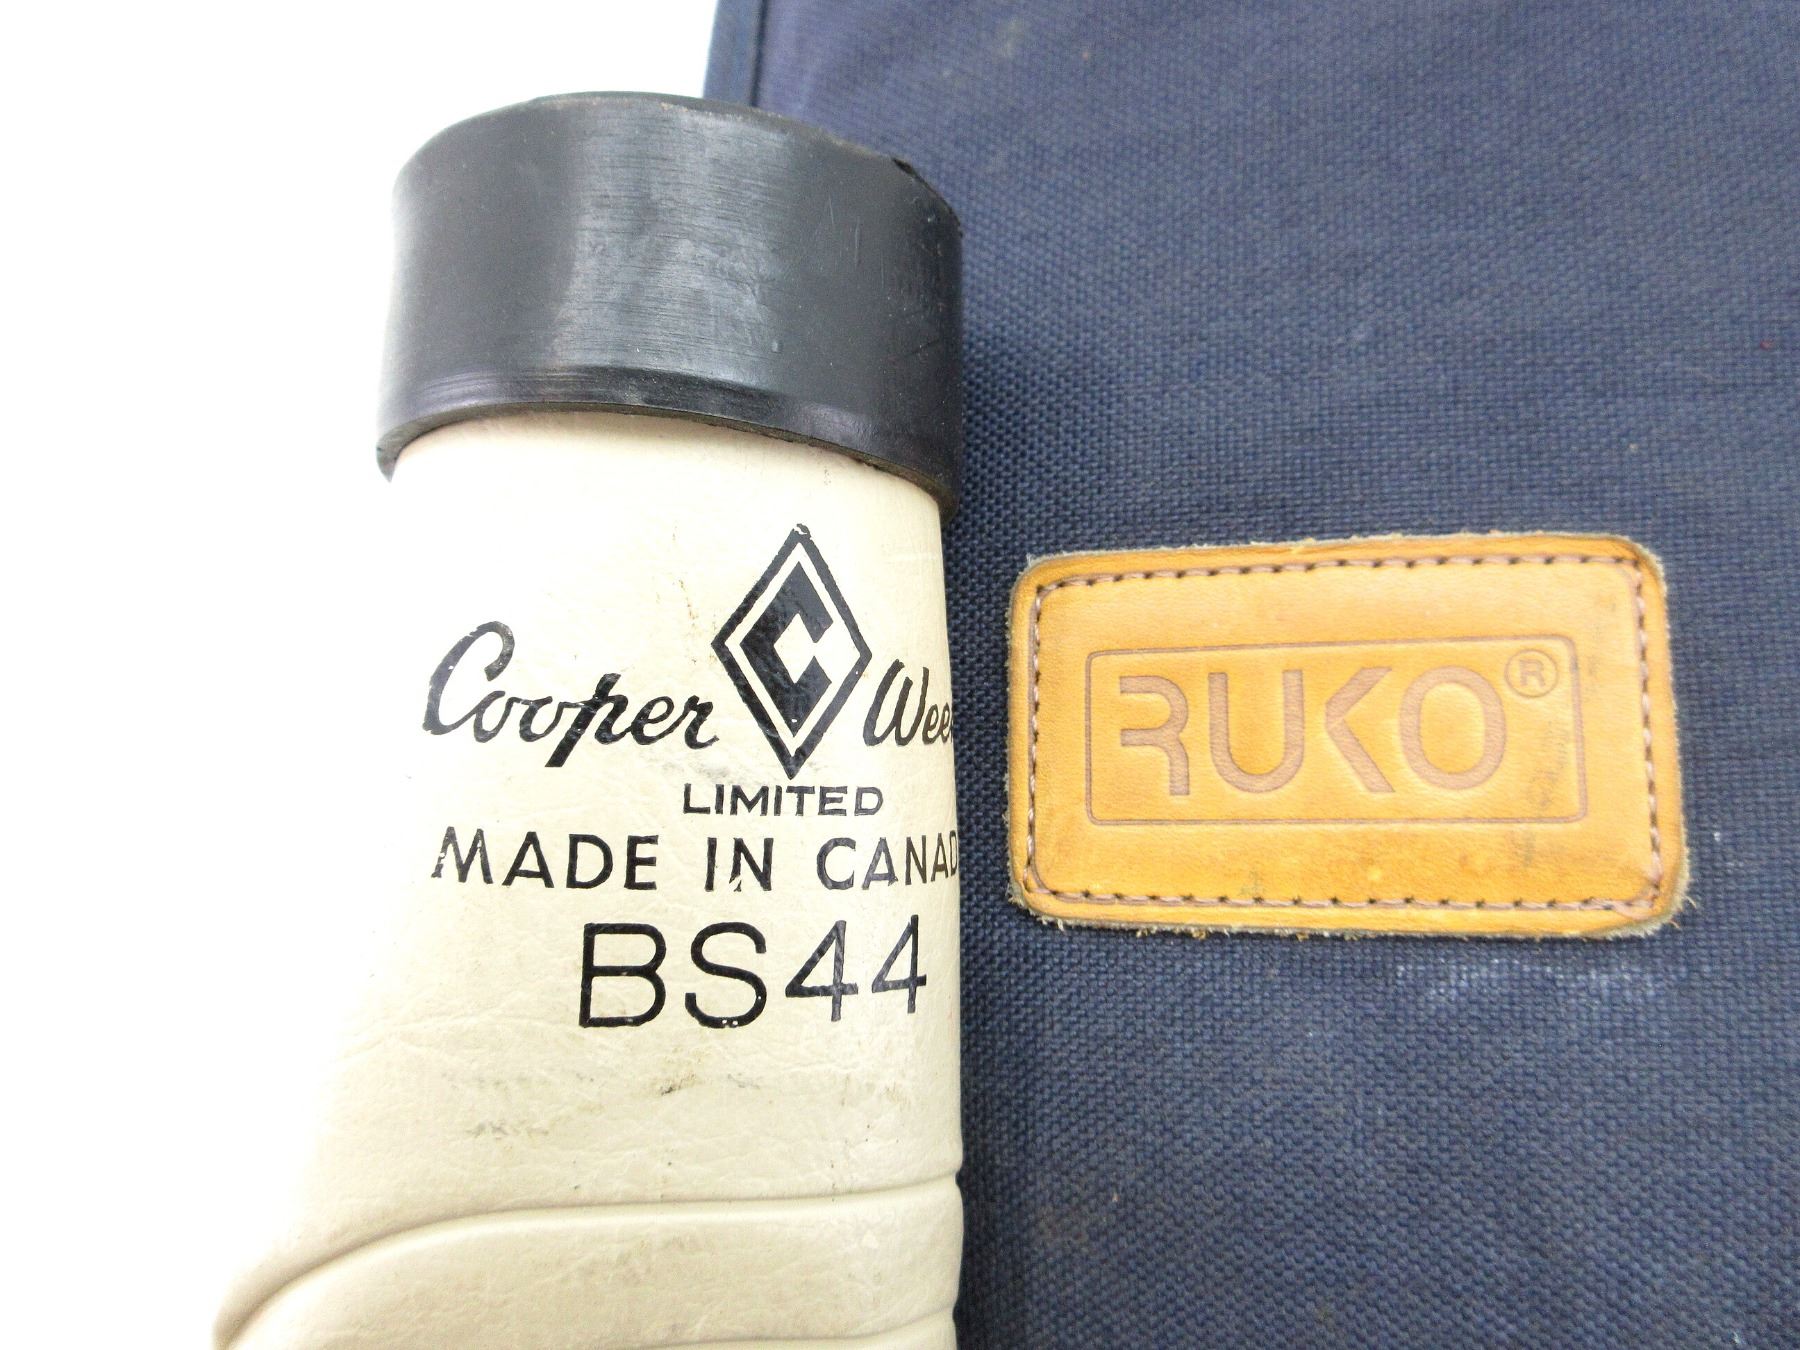 Cooper C Wee
LIMITED
MADE IN CANAD
BS44
RUKO®